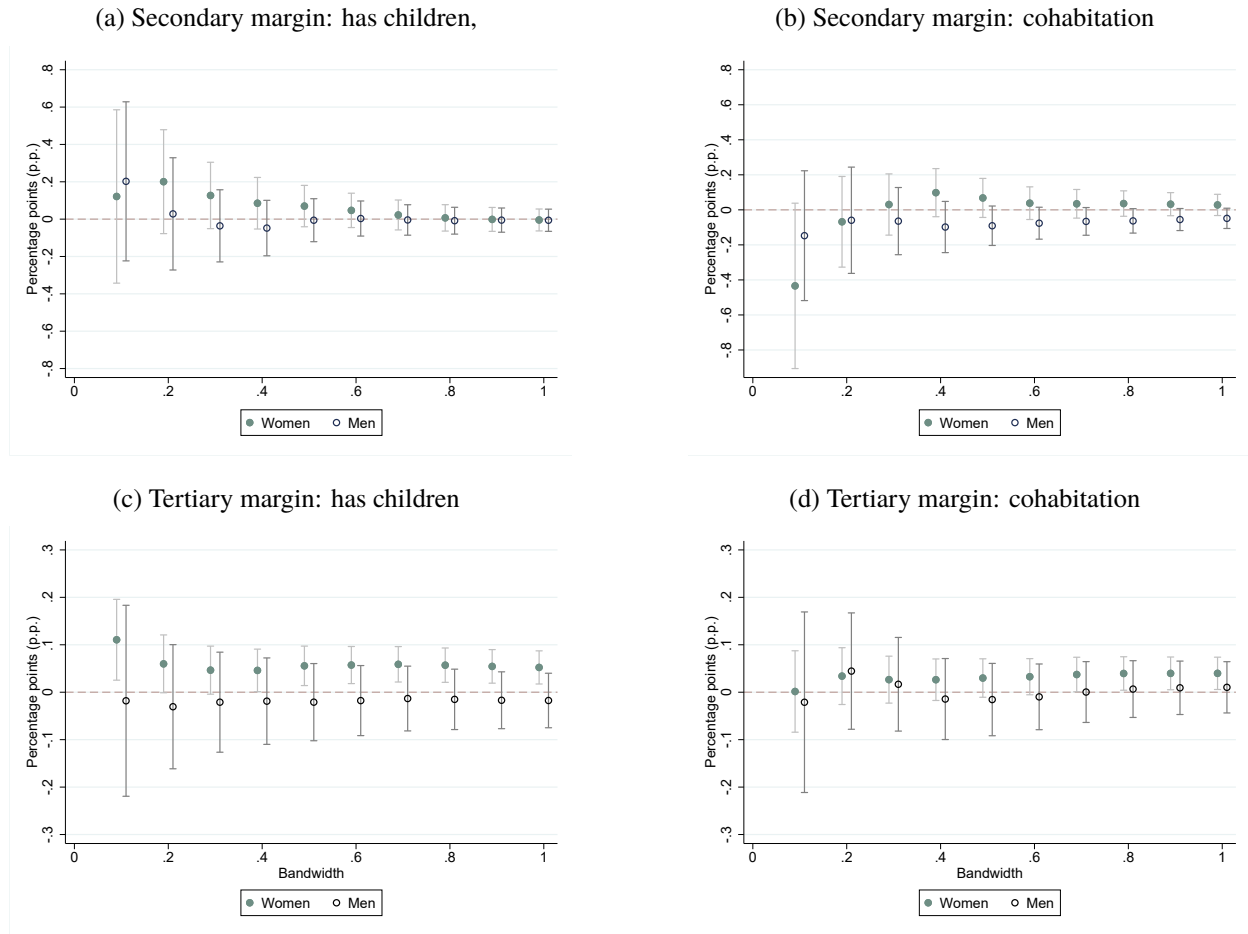 (a) Secondary margin: has children,
Percentage points (p.p.)
.8
.6
.4
.2
0
-.2
-.4
-.6
-.8
0 .2 .4 .6 .8 1
Women Men
(b) Secondary margin: cohabitation
Percentage points (p.p.)
.8
.6
.4
.2
0
-.2
-.4
-.6
-.8
0 .2 .4 .6 .8 1
Women Men
(c) Tertiary margin: has children
Percentage points (p.p.)
.3
.2
.1
0
-.1
-.2
-.3
0 .2 .4 .6 .8 1
Bandwidth
Women Men
(d) Tertiary margin: cohabitation
Percentage points (p.p.)
.3
.2
.1
0
-.1
-.2
-.3
0 .2 .4 .6 .8 1
Bandwidth
Women Men